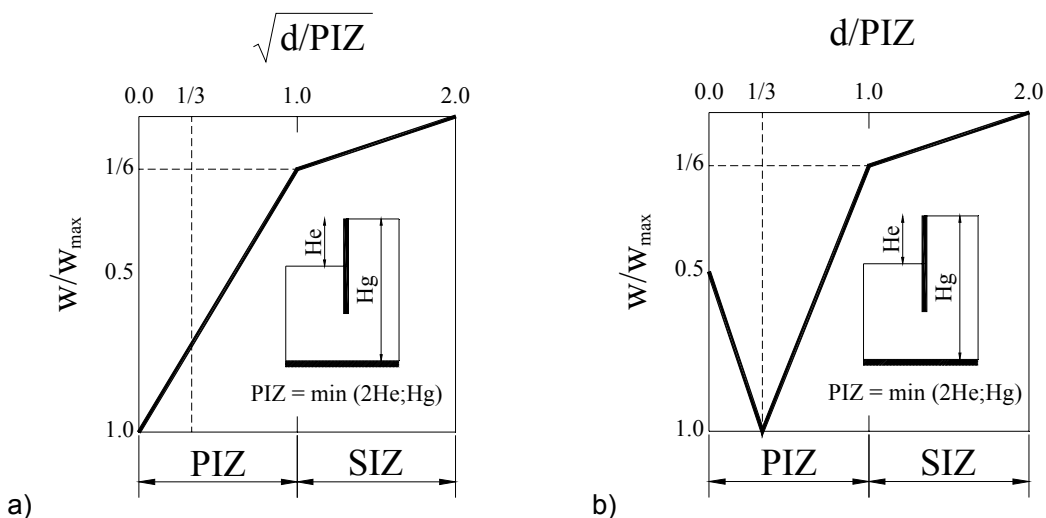 √d/PIZ
0.0 1/3 1.0 2.0
1/6
0.5
1.0
w/w max
He
Hg
PIZ = min (2He;Hg)
PIZ SIZ
a)
d/PIZ
0.0 1/3 1.0 2.0
1/6
0.5
1.0
w/w max
He
Hg
PIZ = min (2He;Hg)
PIZ SIZ
b)